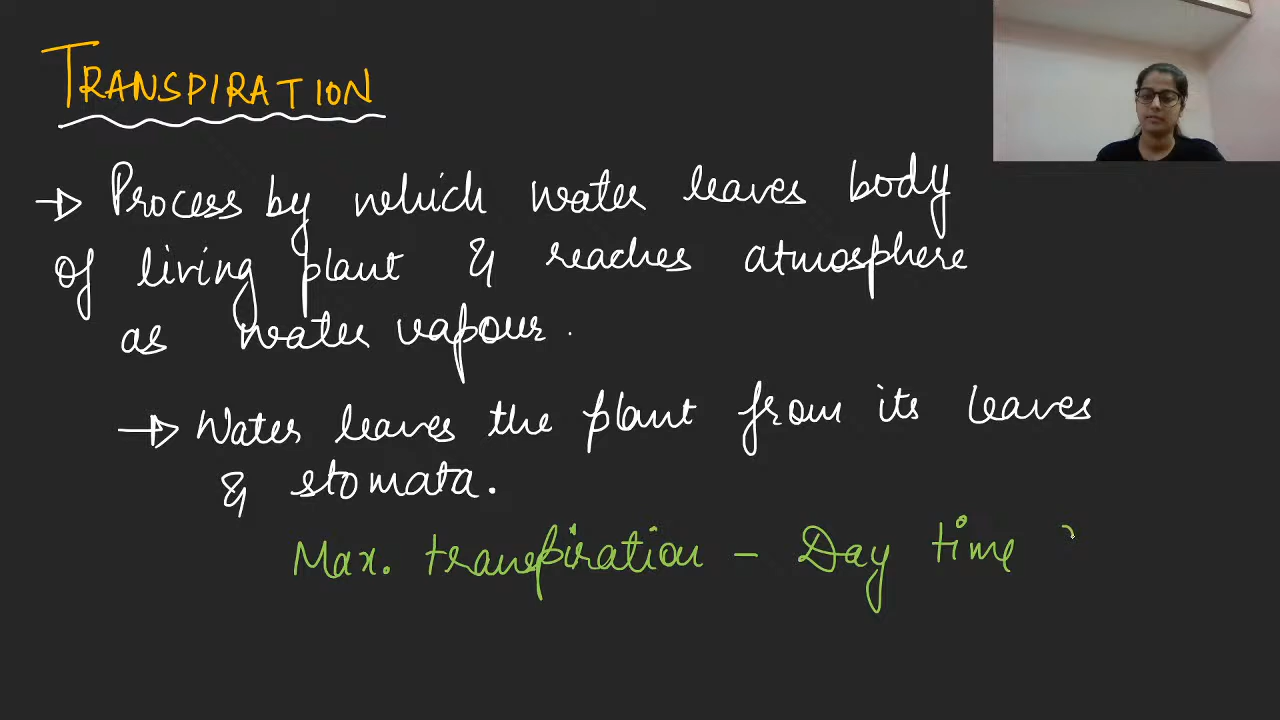 TRANSPIRATION
→ Process by which water leaves body
of living plant & reaches atmosphere
as water vapour.
→ Water leaves the plant from its leaves
& stomata.
Max. transpiration - Day time